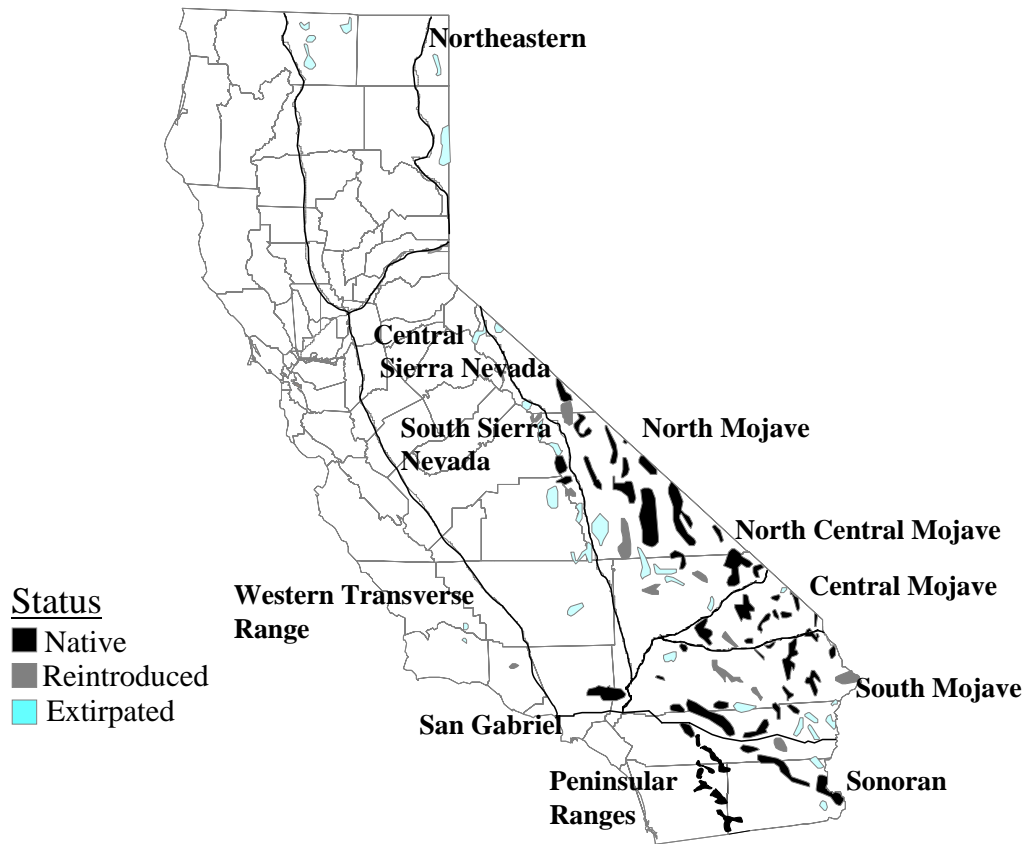 Northeastern
Central
Sierra Nevada
South Sierra
Nevada
North Mojave
North Central Mojave
Central Mojave
Western Transverse
Range
South Mojave
San Gabriel
Peninsular
Ranges
Sonoran
Status
Native
Reintroduced
Extirpated